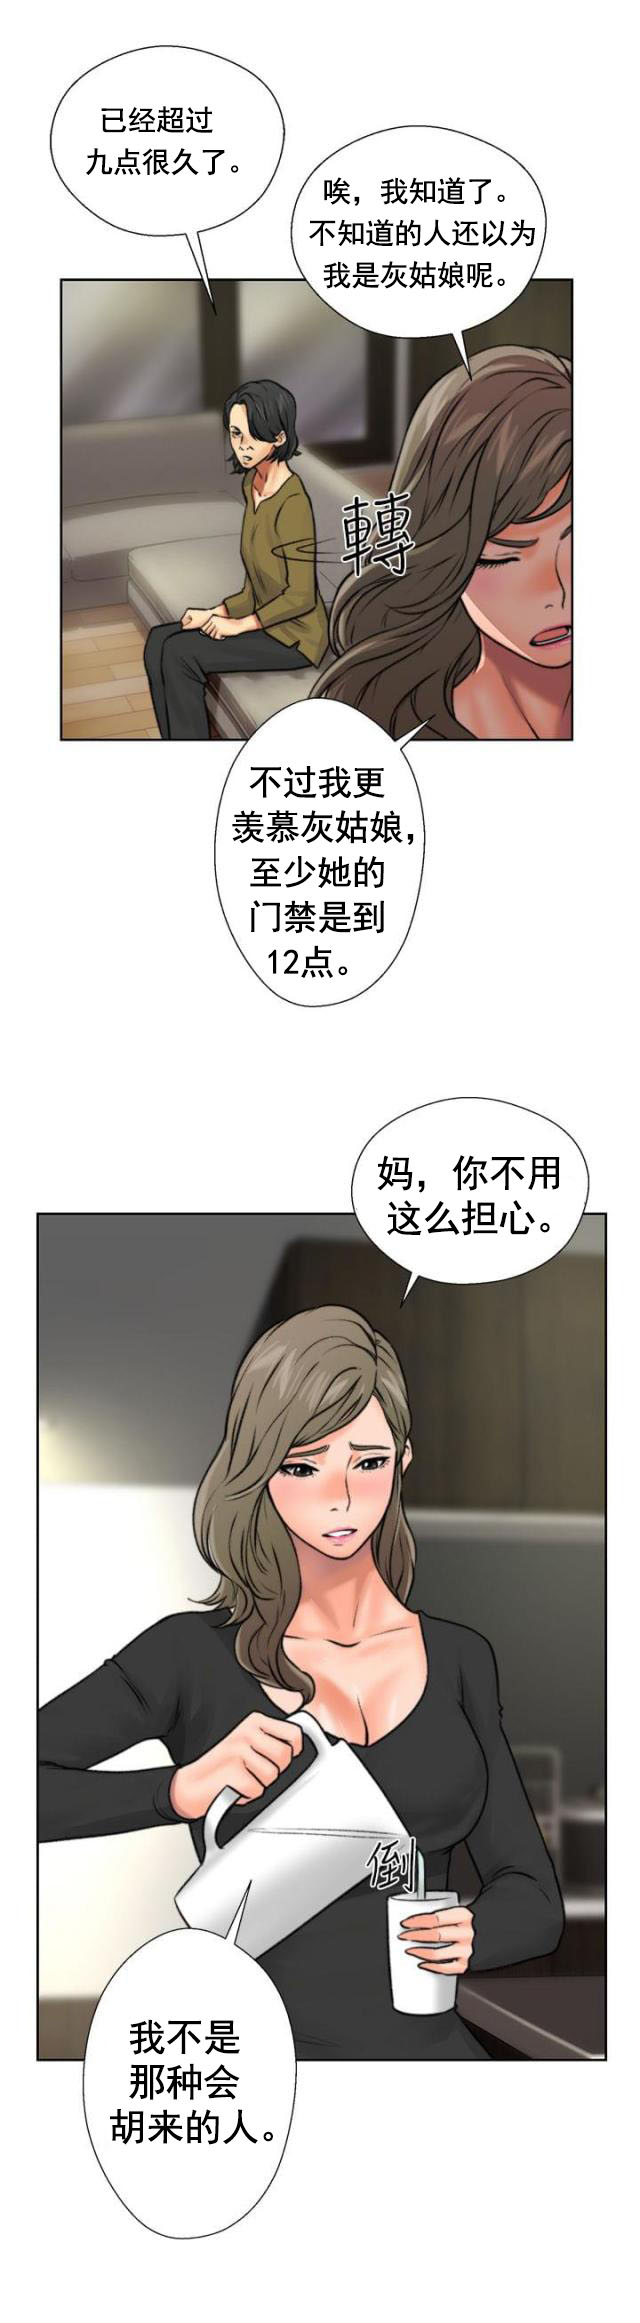 已经超过
九点很久了。
唉，我知道了。
不知道的人还以为
我是灰姑娘呢。
轉
不过我更
羡慕灰姑娘，
至少她的
门禁是到
12点。
妈，你不用
这么担心。
倒
我不是
那种会
胡来的人。